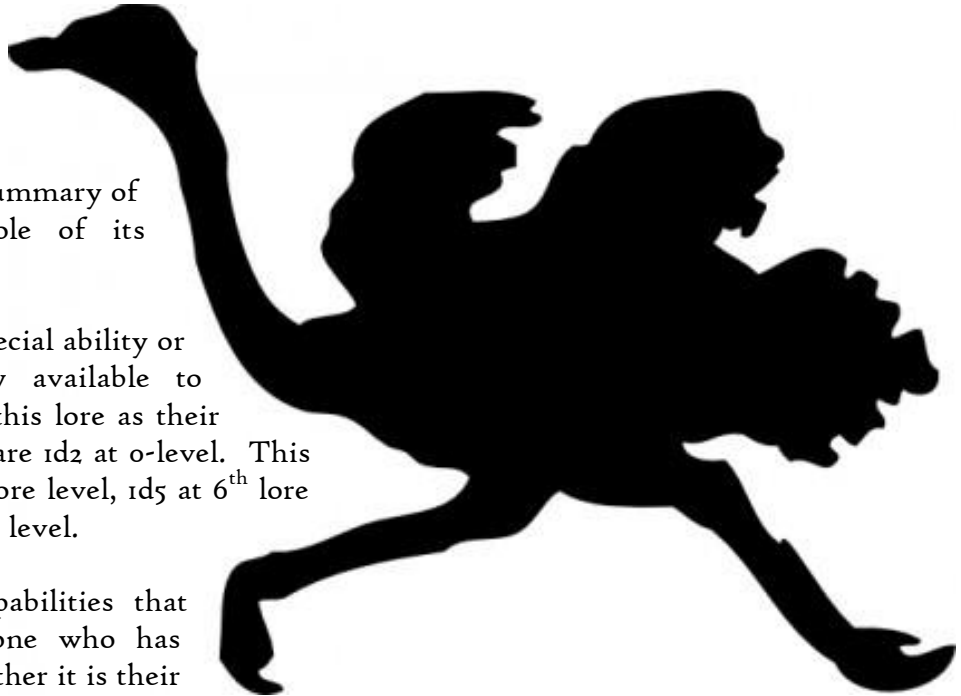 ummary of
ole of its
ecial ability or
y available to
this lore as their
are 1d2 at 0-level. This
ore level, 1d5 at 6th lore
level.
pabilities that
one who has
ther it is their